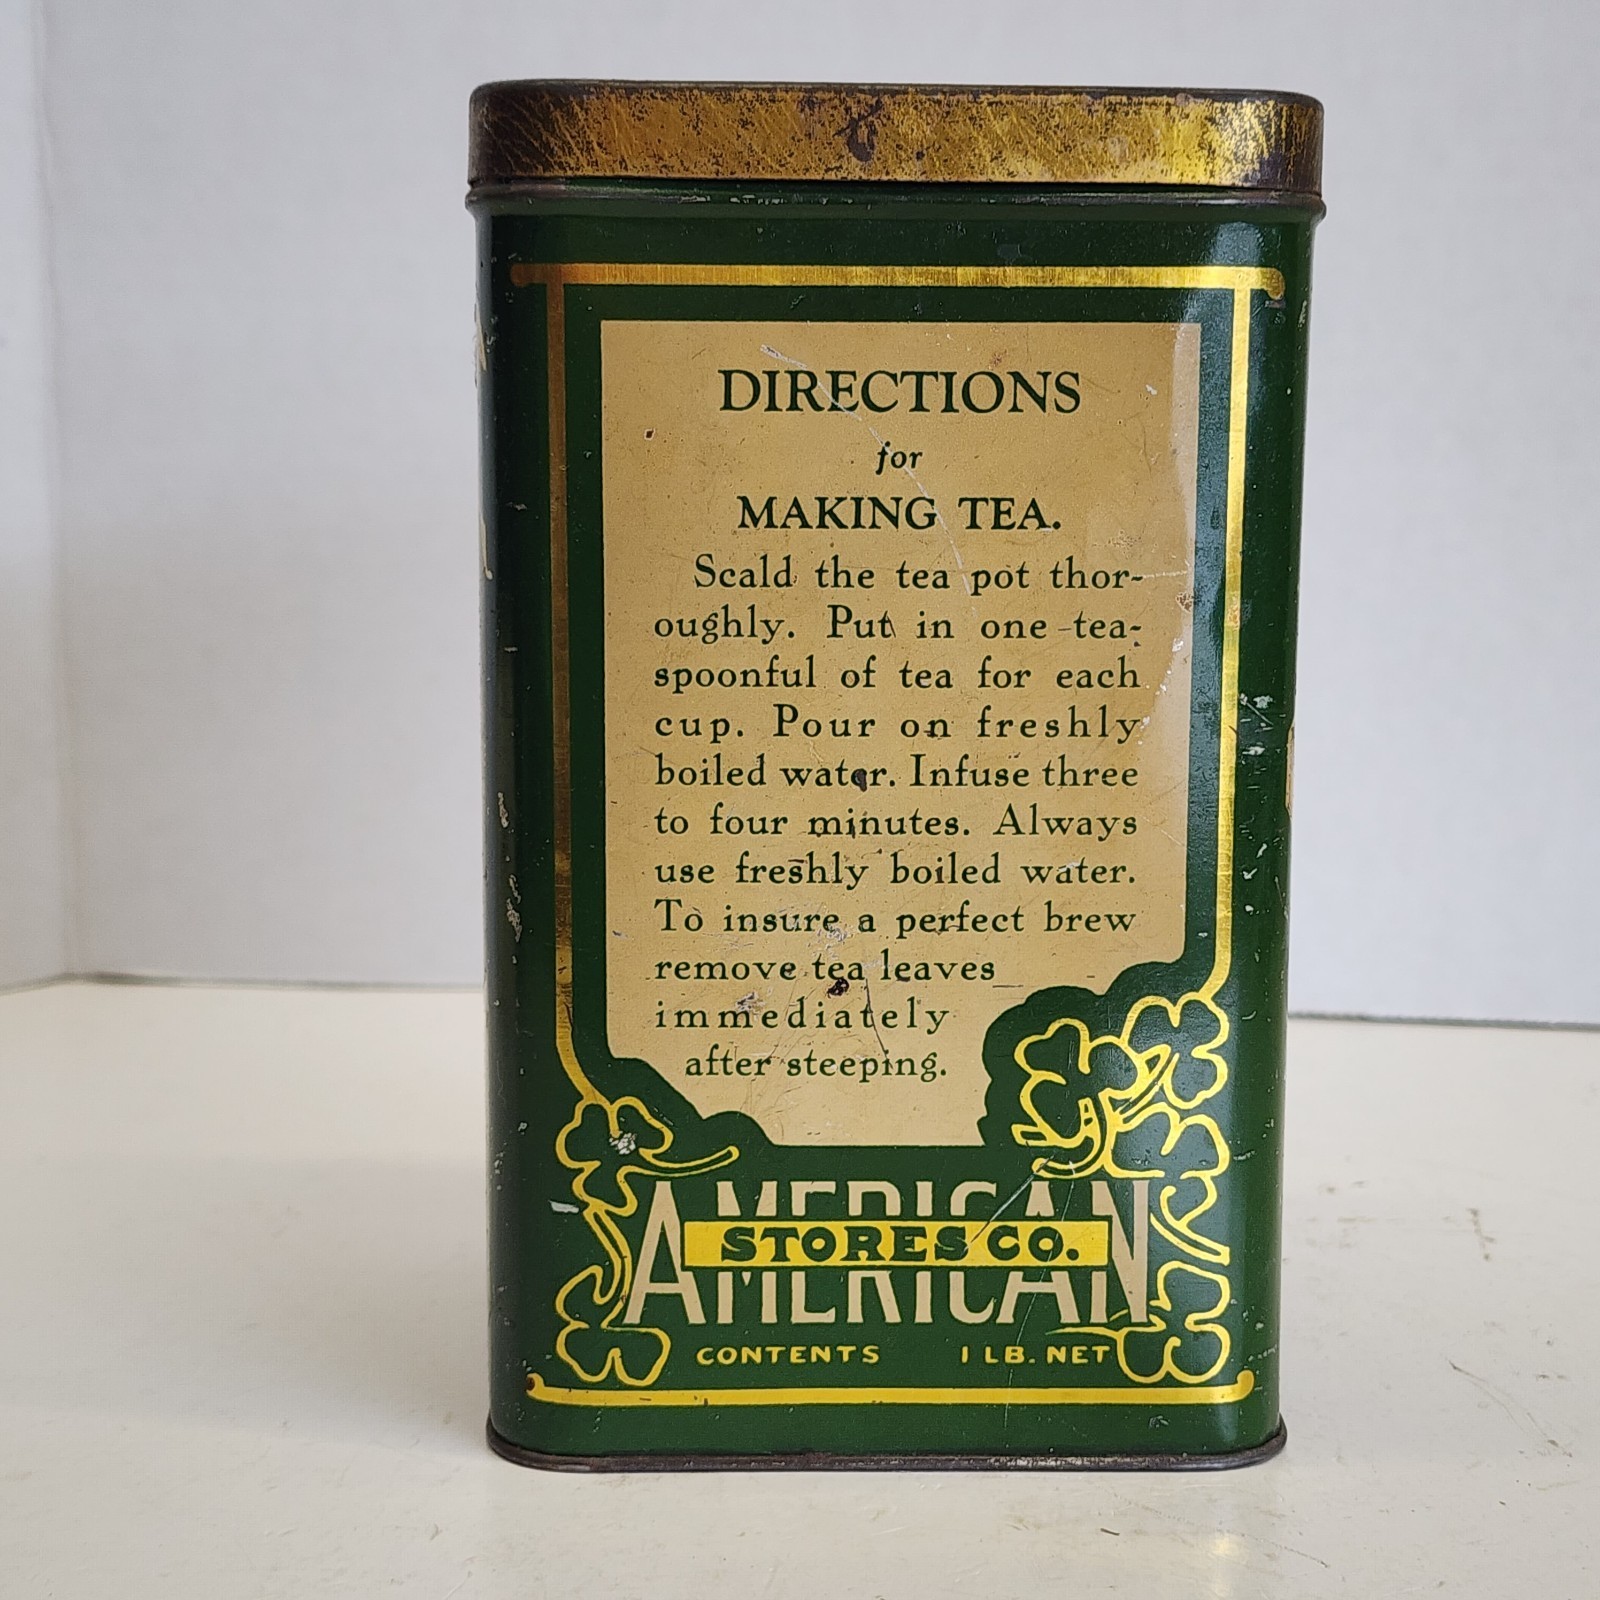 DIRECTIONS
for
MAKING TEA.
Scald the tea pot thor-
oughly. Put in one tea-
spoonful of tea for each
cup. Pour on freshly
boiled water. Infuse three
to four minutes. Always
use freshly boiled water.
To insure a perfect brew
remove tea leaves
immediately
after steeping.
AMERICAN
STORES CO.
CONTENTS 1 LB. NET